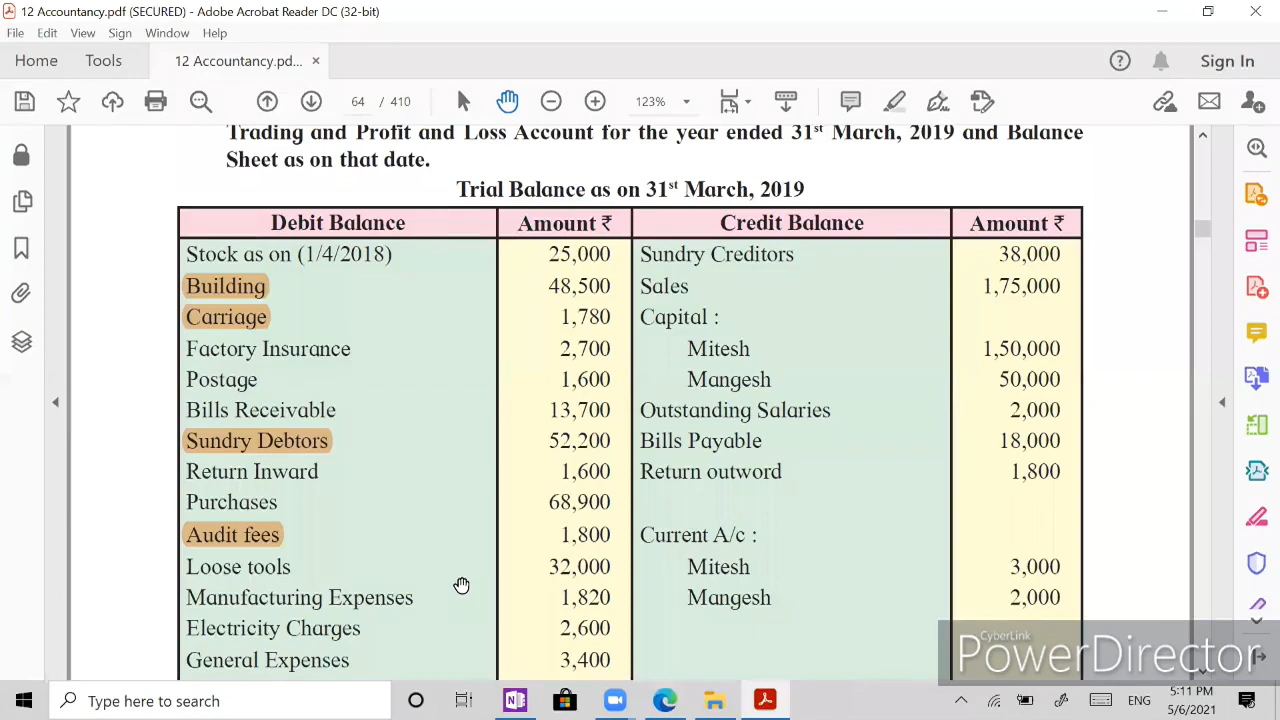 12 Accountancy.pdf (SECURED) - Adobe Acrobat Reader DC (32-bit)
File Edit View Sign Window Help
Home Tools 12 Accountancy.pd... × Sign In
64 / 410 123%
Trading and Profit and Loss Account for the year ended 31st March, 2019 and Balance
Sheet as on that date.
Trial Balance as on 31st March, 2019
Debit Balance Amount ₹ Credit Balance Amount ₹
Stock as on (1/4/2018) 25,000 Sundry Creditors 38,000
Building 48,500 Sales 1,75,000
Carriage 1,780 Capital :
Factory Insurance 2,700 Mitesh 1,50,000
Postage 1,600 Mangesh 50,000
Bills Receivable 13,700 Outstanding Salaries 2,000
Sundry Debtors 52,200 Bills Payable 18,000
Return Inward 1,600 Return outword 1,800
Purchases 68,900
Audit fees 1,800 Current A/c :
Loose tools 32,000 Mitesh 3,000
Manufacturing Expenses 1,820 Mangesh 2,000
Electricity Charges 2,600
General Expenses 3,400
CyberLink
PowerDirector
Type here to search
ENG
5:11 PM
5/6/2021